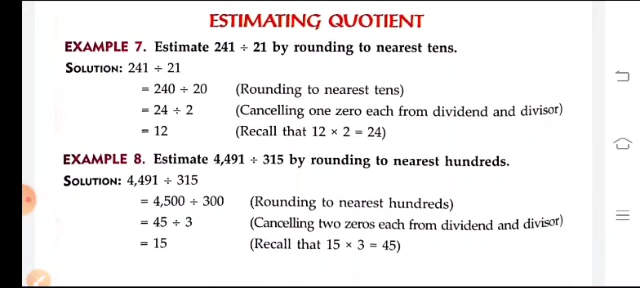 ESTIMATING QUOTIENT
EXAMPLE 7. Estimate 241 ÷ 21 by rounding to nearest tens.
SOLUTION: 241 ÷ 21
= 240 ÷ 20 (Rounding to nearest tens)
= 24 ÷ 2 (Cancelling one zero each from dividend and divisor)
= 12 (Recall that 12 × 2 = 24)
EXAMPLE 8. Estimate 4,491 ÷ 315 by rounding to nearest hundreds.
SOLUTION: 4,491 ÷ 315
= 4,500 ÷ 300 (Rounding to nearest hundreds)
= 45 ÷ 3 (Cancelling two zeros each from dividend and divisor)
= 15 (Recall that 15 × 3 = 45)